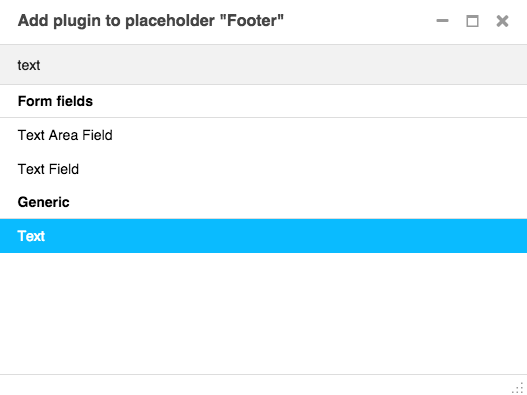 Add plugin to placeholder "Footer"
text
Form fields
Text Area Field
Text Field
Generic
Text